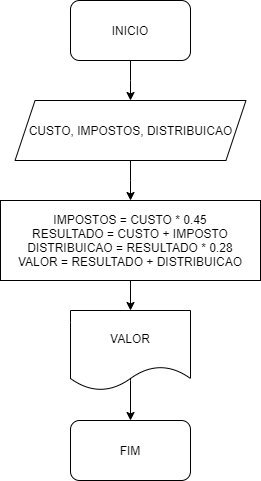 INICIO
CUSTO, IMPOSTOS, DISTRIBUICAO
IMPOSTOS = CUSTO * 0.45
RESULTADO = CUSTO + IMPOSTO
DISTRIBUICAO = RESULTADO * 0.28
VALOR = RESULTADO + DISTRIBUICAO
VALOR
FIM